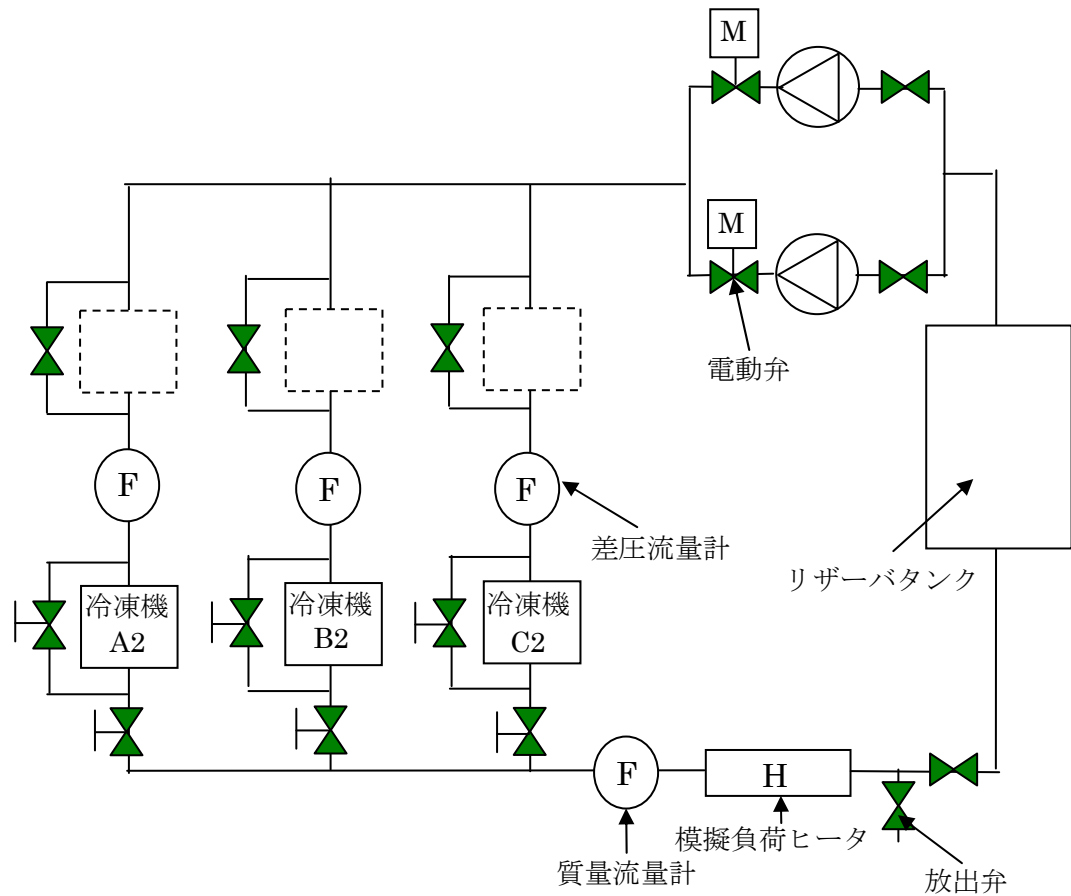 M
M
電動弁
F
F
F
差圧流量計
リザーバタンク
冷凍機
A2
冷凍機
B2
冷凍機
C2
F
H
模擬負荷ヒータ
質量流量計
放出弁